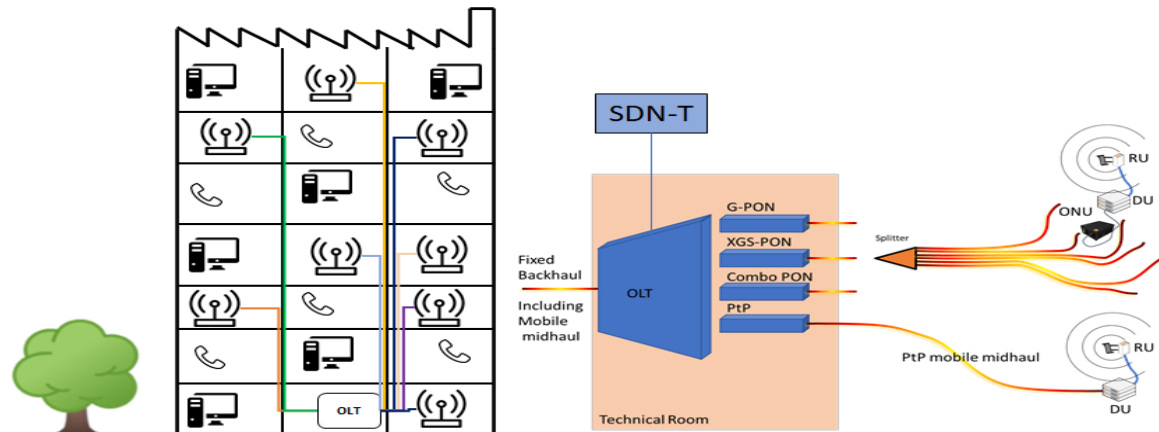 OLT
SDN-T
G-PON
XGS-PON
Combo PON
PtP
OLT
Fixed
Backhaul
Including
Mobile
midhaul
Technical Room
Splitter
RU
DU
ONU
PtP mobile midhaul
RU
DU